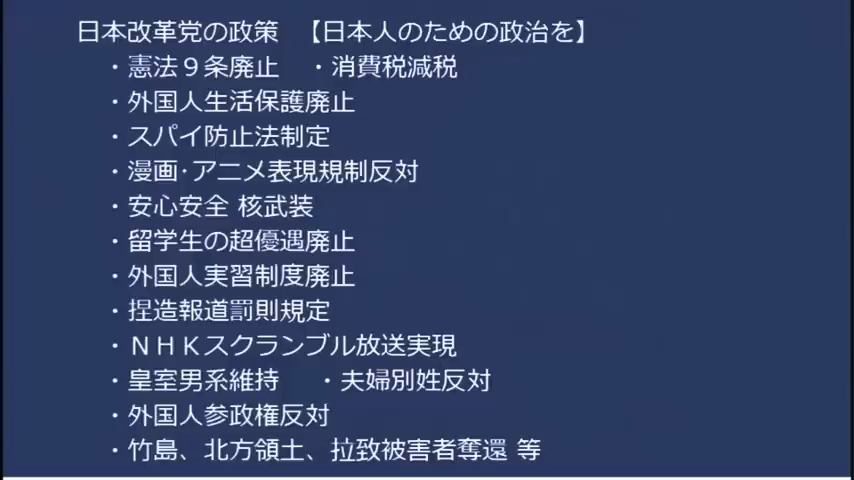 日本改革党の政策 【日本人のための政治を】
・憲法９条廃止 ・消費税減税
・外国人生活保護廃止
・スパイ防止法制定
・漫画･アニメ表現規制反対
・安心安全 核武装
・留学生の超優遇廃止
・外国人実習制度廃止
・捏造報道罰則規定
・ＮＨＫスクランブル放送実現
・皇室男系維持 ・夫婦別姓反対
・外国人参政権反対
・竹島、北方領土、拉致被害者奪還 等